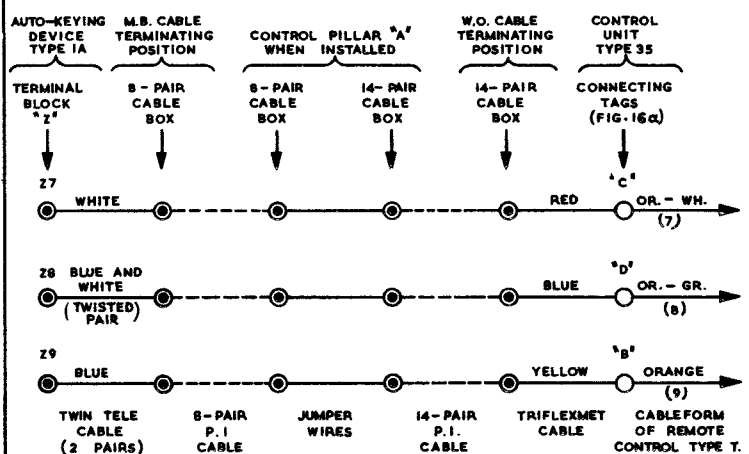 AUTO-KEYING DEVICE TYPE 1A
M.B. CABLE TERMINATING POSITION
CONTROL PILLAR "A" WHEN INSTALLED
W.O. CABLE TERMINATING POSITION
CONTROL UNIT TYPE 35
TERMINAL BLOCK "Z"
8-PAIR CABLE BOX
8-PAIR CABLE BOX
14-PAIR CABLE BOX
14-PAIR CABLE BOX
CONNECTING TAGS (FIG. 16a)
Z7
WHITE
RED
"C"
OR.-WH.
(7)
Z8
BLUE AND WHITE
(TWISTED PAIR)
BLUE
"D"
OR.-GR.
(8)
Z9
BLUE
YELLOW
"B"
ORANGE
(9)
TWIN TELE CABLE (2 PAIRS)
8-PAIR P.I CABLE
JUMPER WIRES
14-PAIR P.I. CABLE
TRIFLEXMET CABLE
CABLEFORM OF REMOTE CONTROL TYPE T.